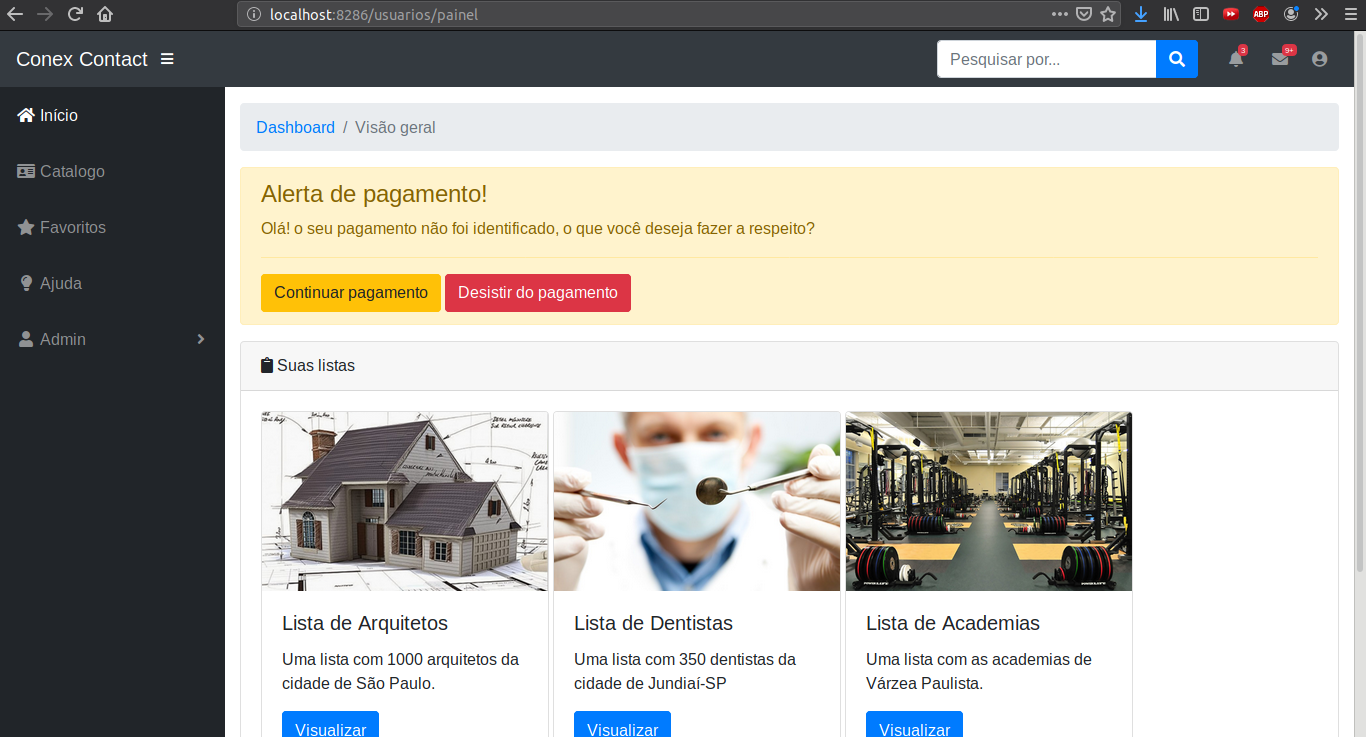 localhost:8286/usuarios/painel
ABP
Conex Contact
Pesquisar por...
3
9+
Início
Catalogo
Favoritos
Ajuda
Admin
Dashboard / Visão geral
Alerta de pagamento!
Olá! o seu pagamento não foi identificado, o que você deseja fazer a respeito?
Continuar pagamento
Desistir do pagamento
Suas listas
Lista de Arquitetos
Uma lista com 1000 arquitetos da
cidade de São Paulo.
Visualizar
Lista de Dentistas
Uma lista com 350 dentistas da
cidade de Jundiaí-SP
Visualizar
Lista de Academias
Uma lista com as academias de
Várzea Paulista.
Visualizar